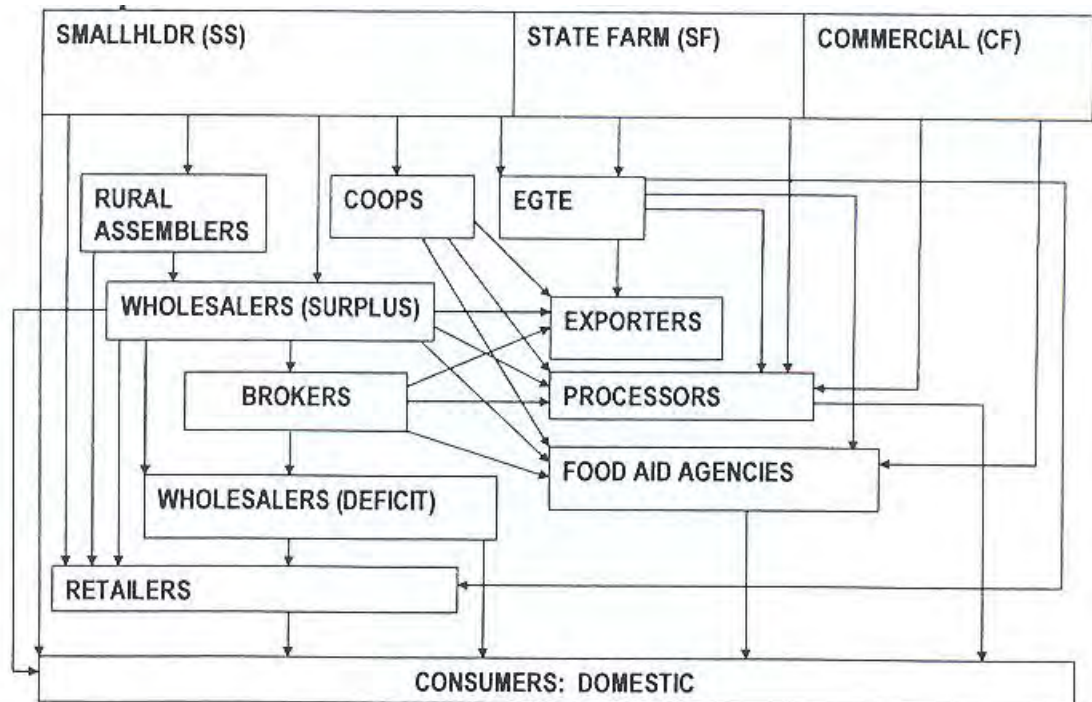 SMALLHLDR (SS)
STATE FARM (SF)
COMMERCIAL (CF)
RURAL
ASSEMBLERS
COOPS
EGTE
WHOLESALERS (SURPLUS)
EXPORTERS
BROKERS
PROCESSORS
FOOD AID AGENCIES
WHOLESALERS (DEFICIT)
RETAILERS
CONSUMERS: DOMESTIC